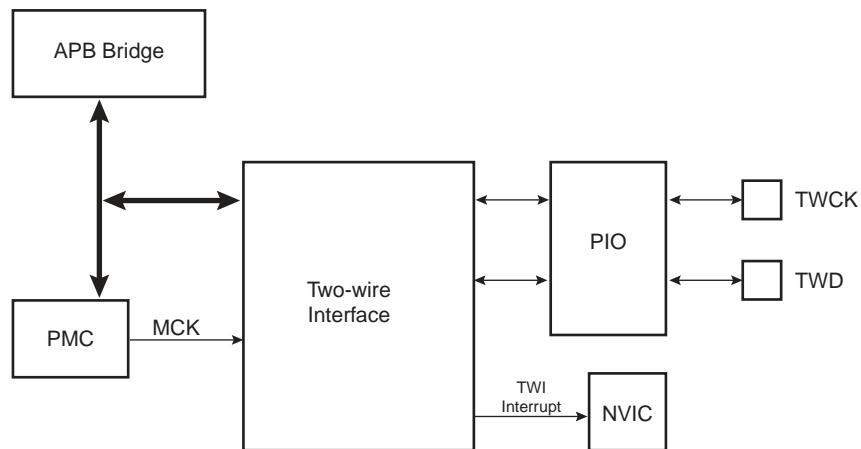 APB Bridge
TWCK
PIO
TWD
Two-wire
Interface
MCK
PMC
TWI
Interrupt
NVIC